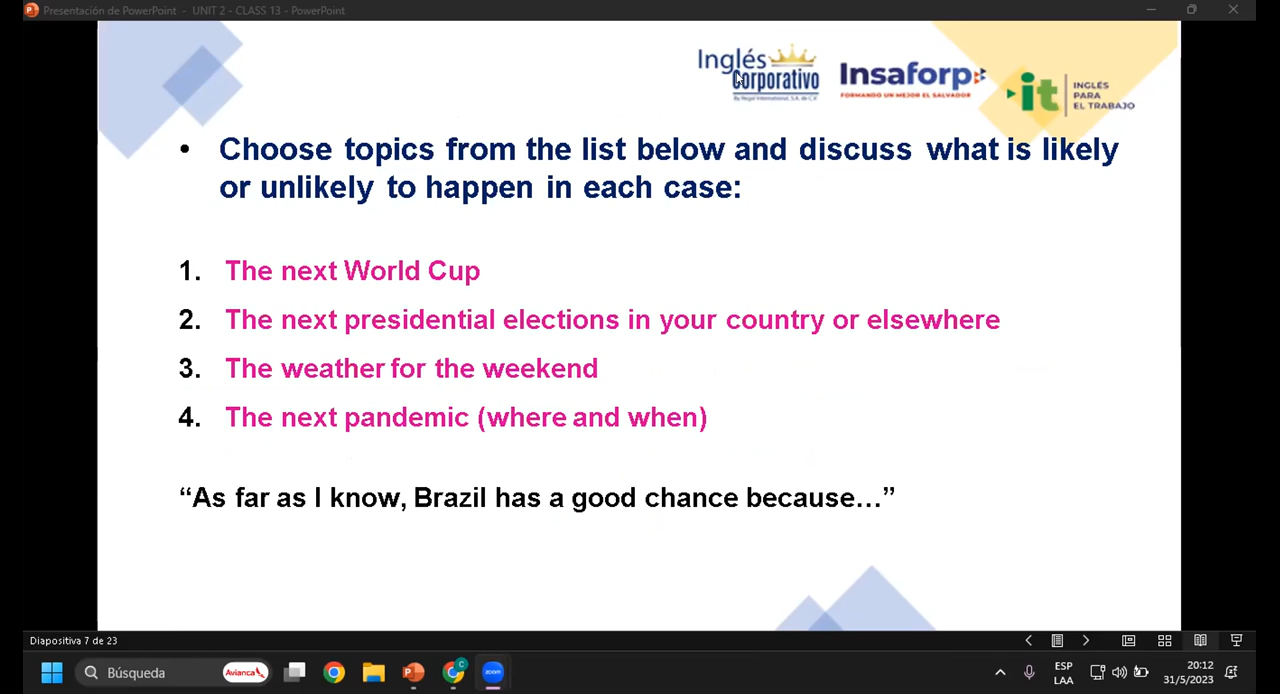 Presentación de PowerPoint - UNIT 2 - CLASS 13 - PowerPoint
Inglés
Corporativo
Insaforp
FORMANDO UN MEJOR EL SALVADOR
it
INGLÉS
PARA
EL TRABAJO
• Choose topics from the list below and discuss what is likely
or unlikely to happen in each case:
1. The next World Cup
2. The next presidential elections in your country or elsewhere
3. The weather for the weekend
4. The next pandemic (where and when)
“As far as I know, Brazil has a good chance because…”
Diapositiva 7 de 23
Búsqueda
Avianca
zoom
ESP
LAA
20:12
31/5/2023